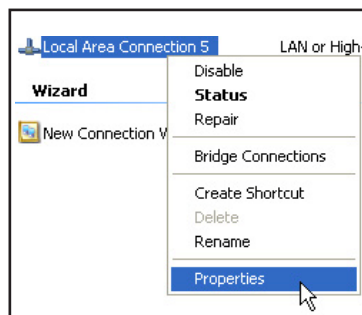 Local Area Connection 5 LAN or High-
Disable
Wizard
Status
Repair
New Connection W
Bridge Connections
Create Shortcut
Delete
Rename
Properties